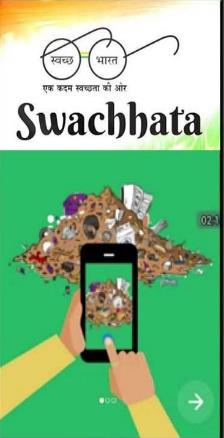 स्वच्छ भारत
एक कदम स्वच्छता की ओर
Swachhata